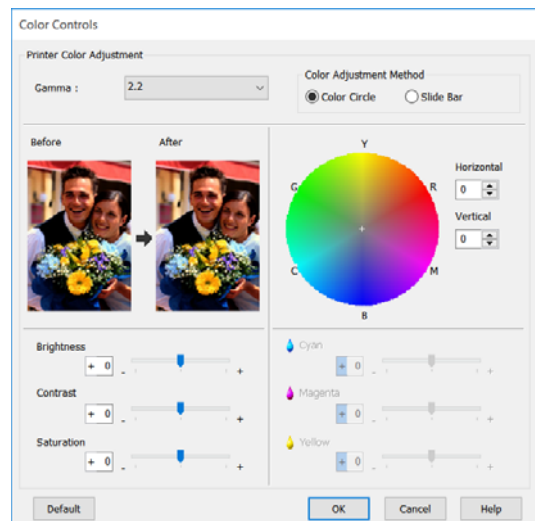 Color Controls
Printer Color Adjustment
Gamma :
2.2
Color Adjustment Method
Color Circle
Slide Bar
Before
After
Y
G
R
C
M
B
Horizontal
0
Vertical
0
Brightness
+ 0
- +
Contrast
+ 0
- +
Saturation
+ 0
- +
Cyan
+ 0
- +
Magenta
+ 0
- +
Yellow
+ 0
- +
Default
OK
Cancel
Help